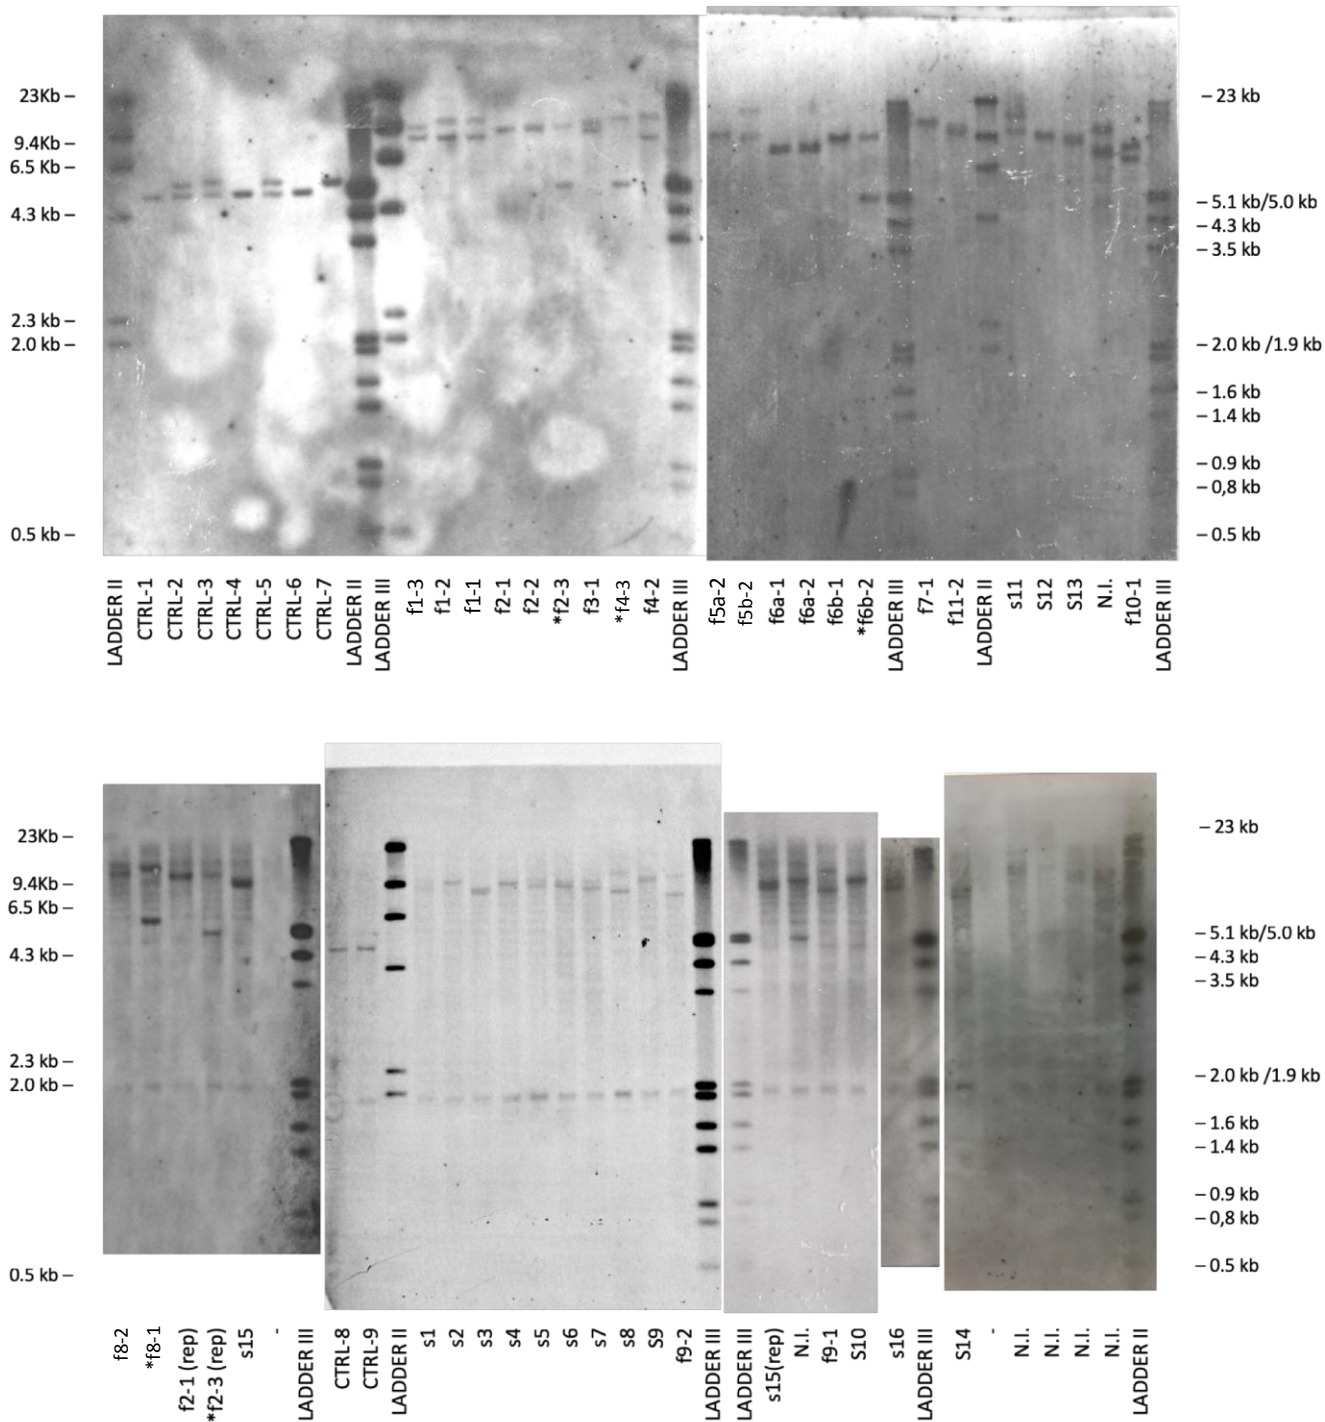 23Kb –
9.4Kb –
6.5 Kb –
4.3 kb –
2.3 kb –
2.0 kb –
0.5 kb –
– 23 kb
– 5.1 kb/5.0 kb
– 4.3 kb
– 3.5 kb
– 2.0 kb /1.9 kb
– 1.6 kb
– 1.4 kb
– 0.9 kb
– 0,8 kb
– 0.5 kb
LADDER II
CTRL-1
CTRL-2
CTRL-3
CTRL-4
CTRL-5
CTRL-6
CTRL-7
LADDER II
LADDER III
f1-3
f1-2
f1-1
f2-1
f2-2
*f2-3
f3-1
*f4-3
f4-2
LADDER III
f5a-2
f5b-2
f6a-1
f6a-2
f6b-1
*f6b-2
LADDER III
f7-1
f11-2
LADDER II
s11
S12
S13
N.I.
f10-1
LADDER III
23Kb –
9.4Kb –
6.5 Kb –
4.3 kb –
2.3 kb –
2.0 kb –
0.5 kb –
– 23 kb
– 5.1 kb/5.0 kb
– 4.3 kb
– 3.5 kb
– 2.0 kb /1.9 kb
– 1.6 kb
– 1.4 kb
– 0.9 kb
– 0,8 kb
– 0.5 kb
f8-2
*f8-1
f2-1 (rep)
*f2-3 (rep)
s15
-
LADDER III
CTRL-8
CTRL-9
LADDER II
s1
s2
s3
s4
s5
s6
s7
s8
S9
f9-2
LADDER III
LADDER III
s15(rep)
N.I.
f9-1
S10
s16
LADDER III
S14
-
N.I.
N.I.
N.I.
N.I.
LADDER II